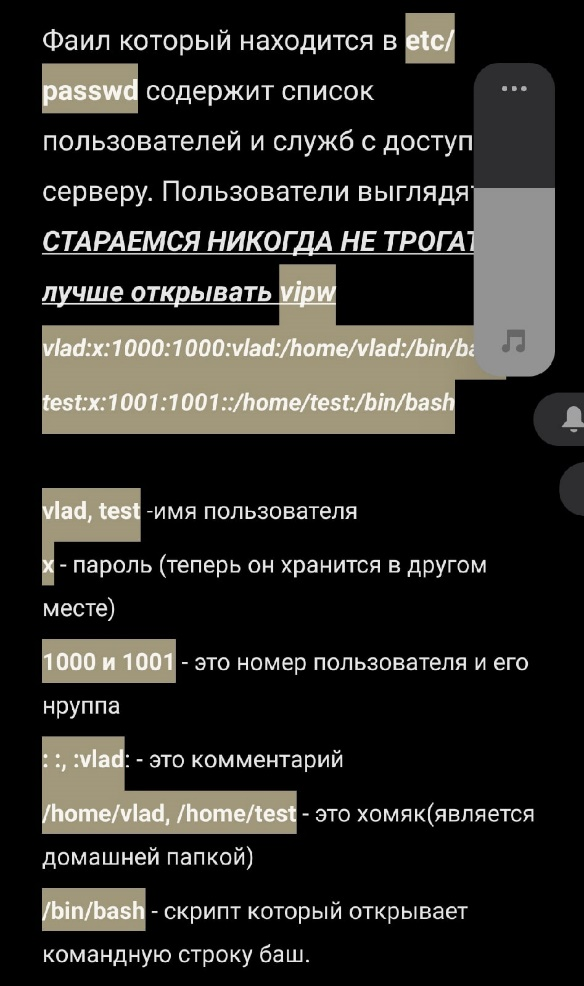 Фаил который находится в etc/
passwd содержит список
пользователей и служб с доступ
серверу. Пользователи выглядят
СТАРАЕМСЯ НИКОГДА НЕ ТРОГАТ
лучше открывать vipw
vlad:x:1000:1000:vlad:/home/vlad:/bin/ba
test:x:1001:1001::/home/test:/bin/bash
vlad, test -имя пользователя
x - пароль (теперь он хранится в другом
месте)
1000 и 1001 - это номер пользователя и его
нруппа
: :, :vlad: - это комментарий
/home/vlad, /home/test - это хомяк(является
домашней папкой)
/bin/bash - скрипт который открывает
командную строку баш.